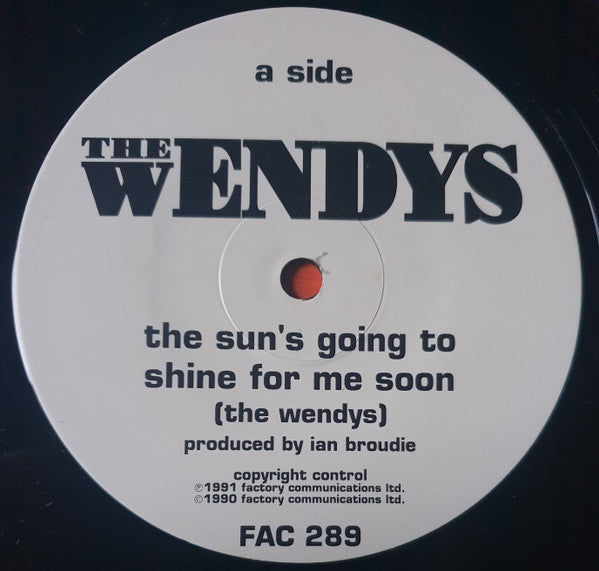 a side
THE
WENDYS
the sun's going to
shine for me soon
(the wendys)
produced by ian broudie
copyright control
℗1991 factory communications ltd.
©1990 factory communications ltd.
FAC 289